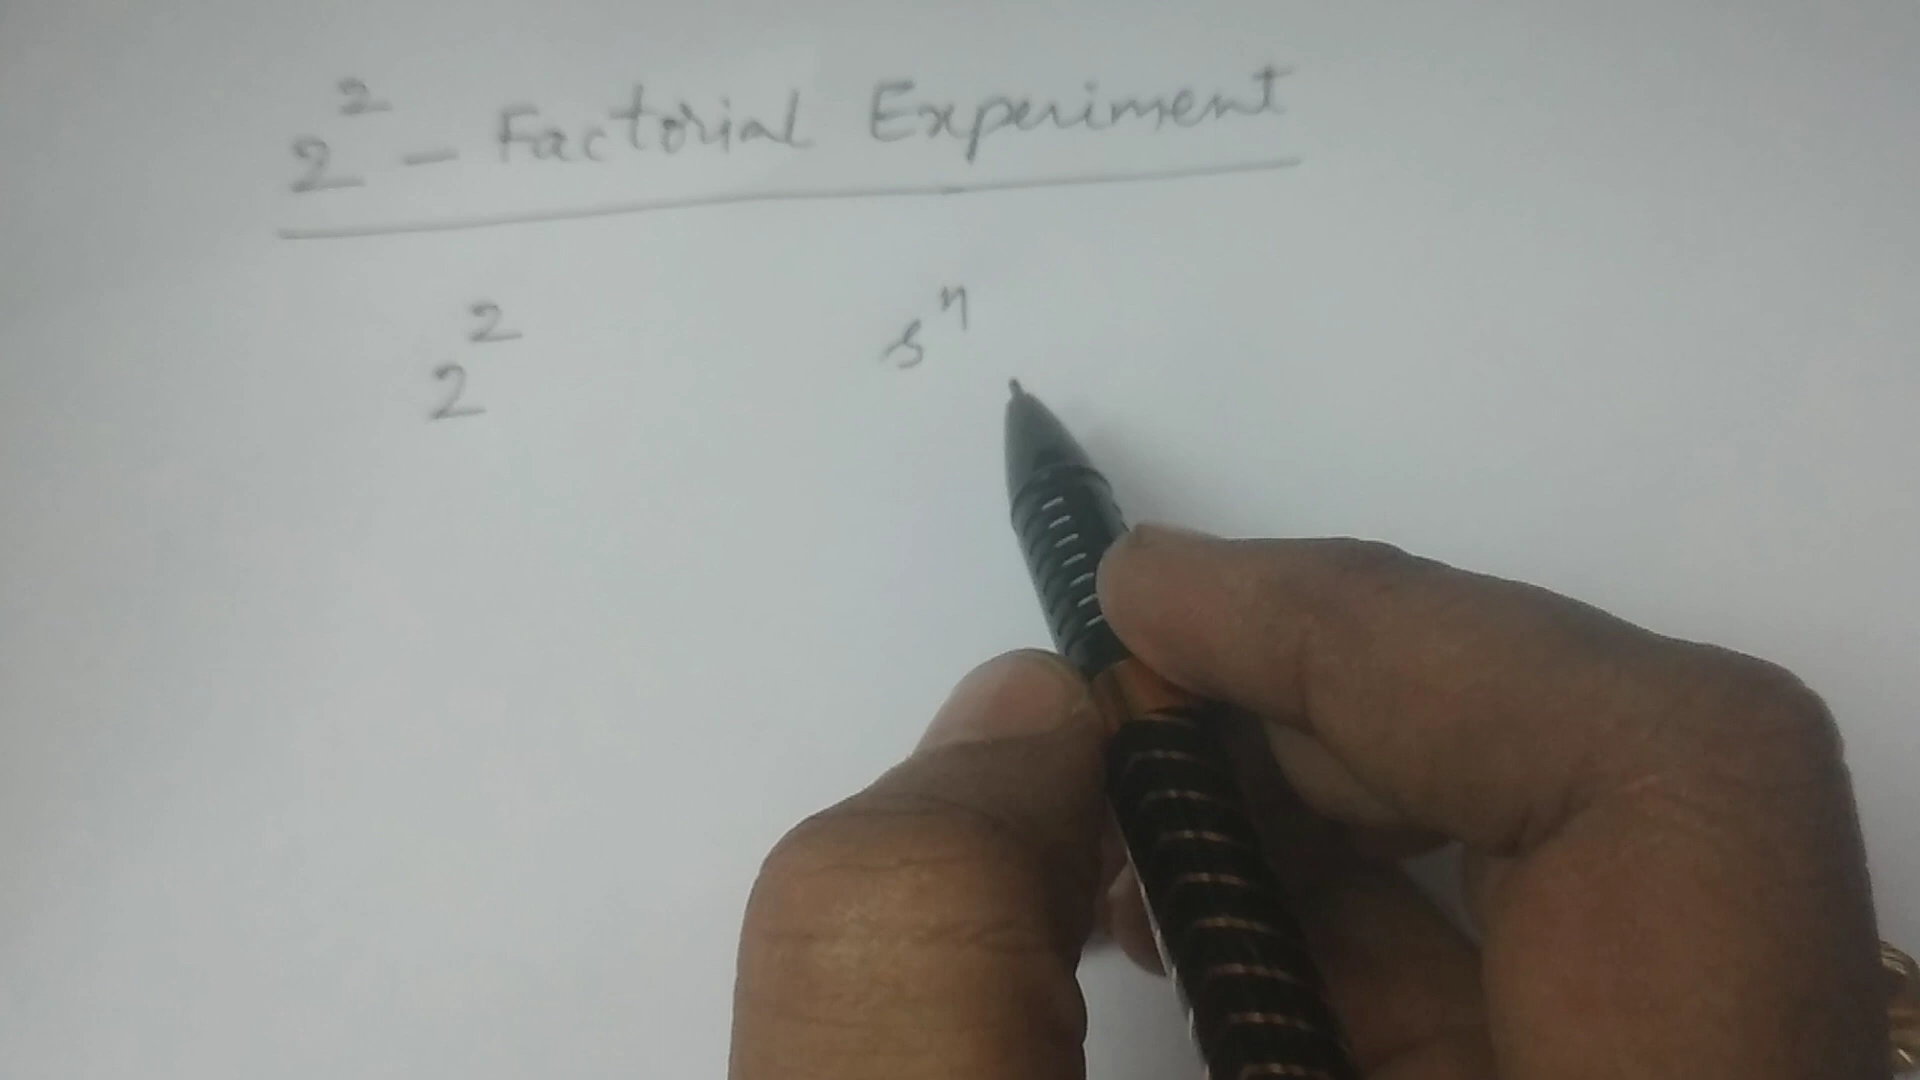 2² - Factorial Experiment
2² sⁿ